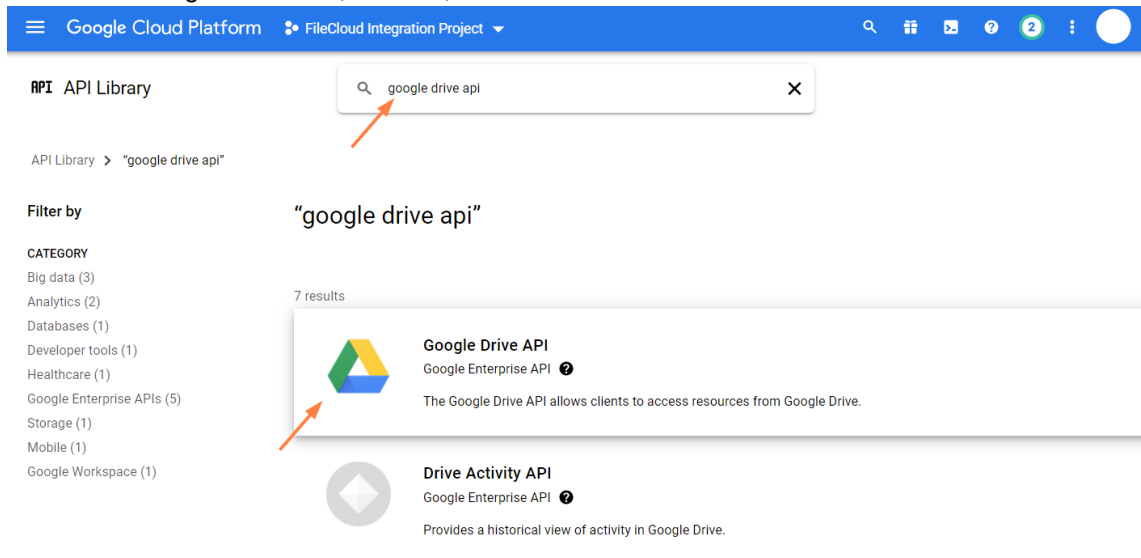 Google Cloud Platform FileCloud Integration Project 2
API API Library
google drive api
API Library > "google drive api"
Filter by
CATEGORY
Big data (3)
Analytics (2)
Databases (1)
Developer tools (1)
Healthcare (1)
Google Enterprise APIs (5)
Storage (1)
Mobile (1)
Google Workspace (1)
"google drive api"
7 results
Google Drive API
Google Enterprise API
The Google Drive API allows clients to access resources from Google Drive.
Drive Activity API
Google Enterprise API
Provides a historical view of activity in Google Drive.